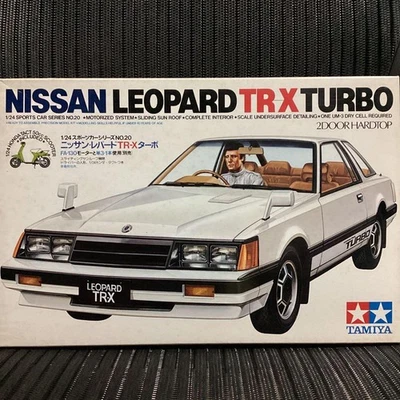 NISSAN LEOPARD TR-X TURBO
1/24 SPORTS CAR SERIES NO.20 • MOTORIZED SYSTEM • SLIDING SUN ROOF • COMPLETE INTERIOR • SCALE UNDERSURFACE DETAILING • ONE UM-3 DRY CELL REQUIRED
2DOOR HARDTOP
1/24スポーツカーシリーズNO.20
ニッサン・レパードTR-Xターボ
TURBO
LEOPARD
TR-X
TAMIYA